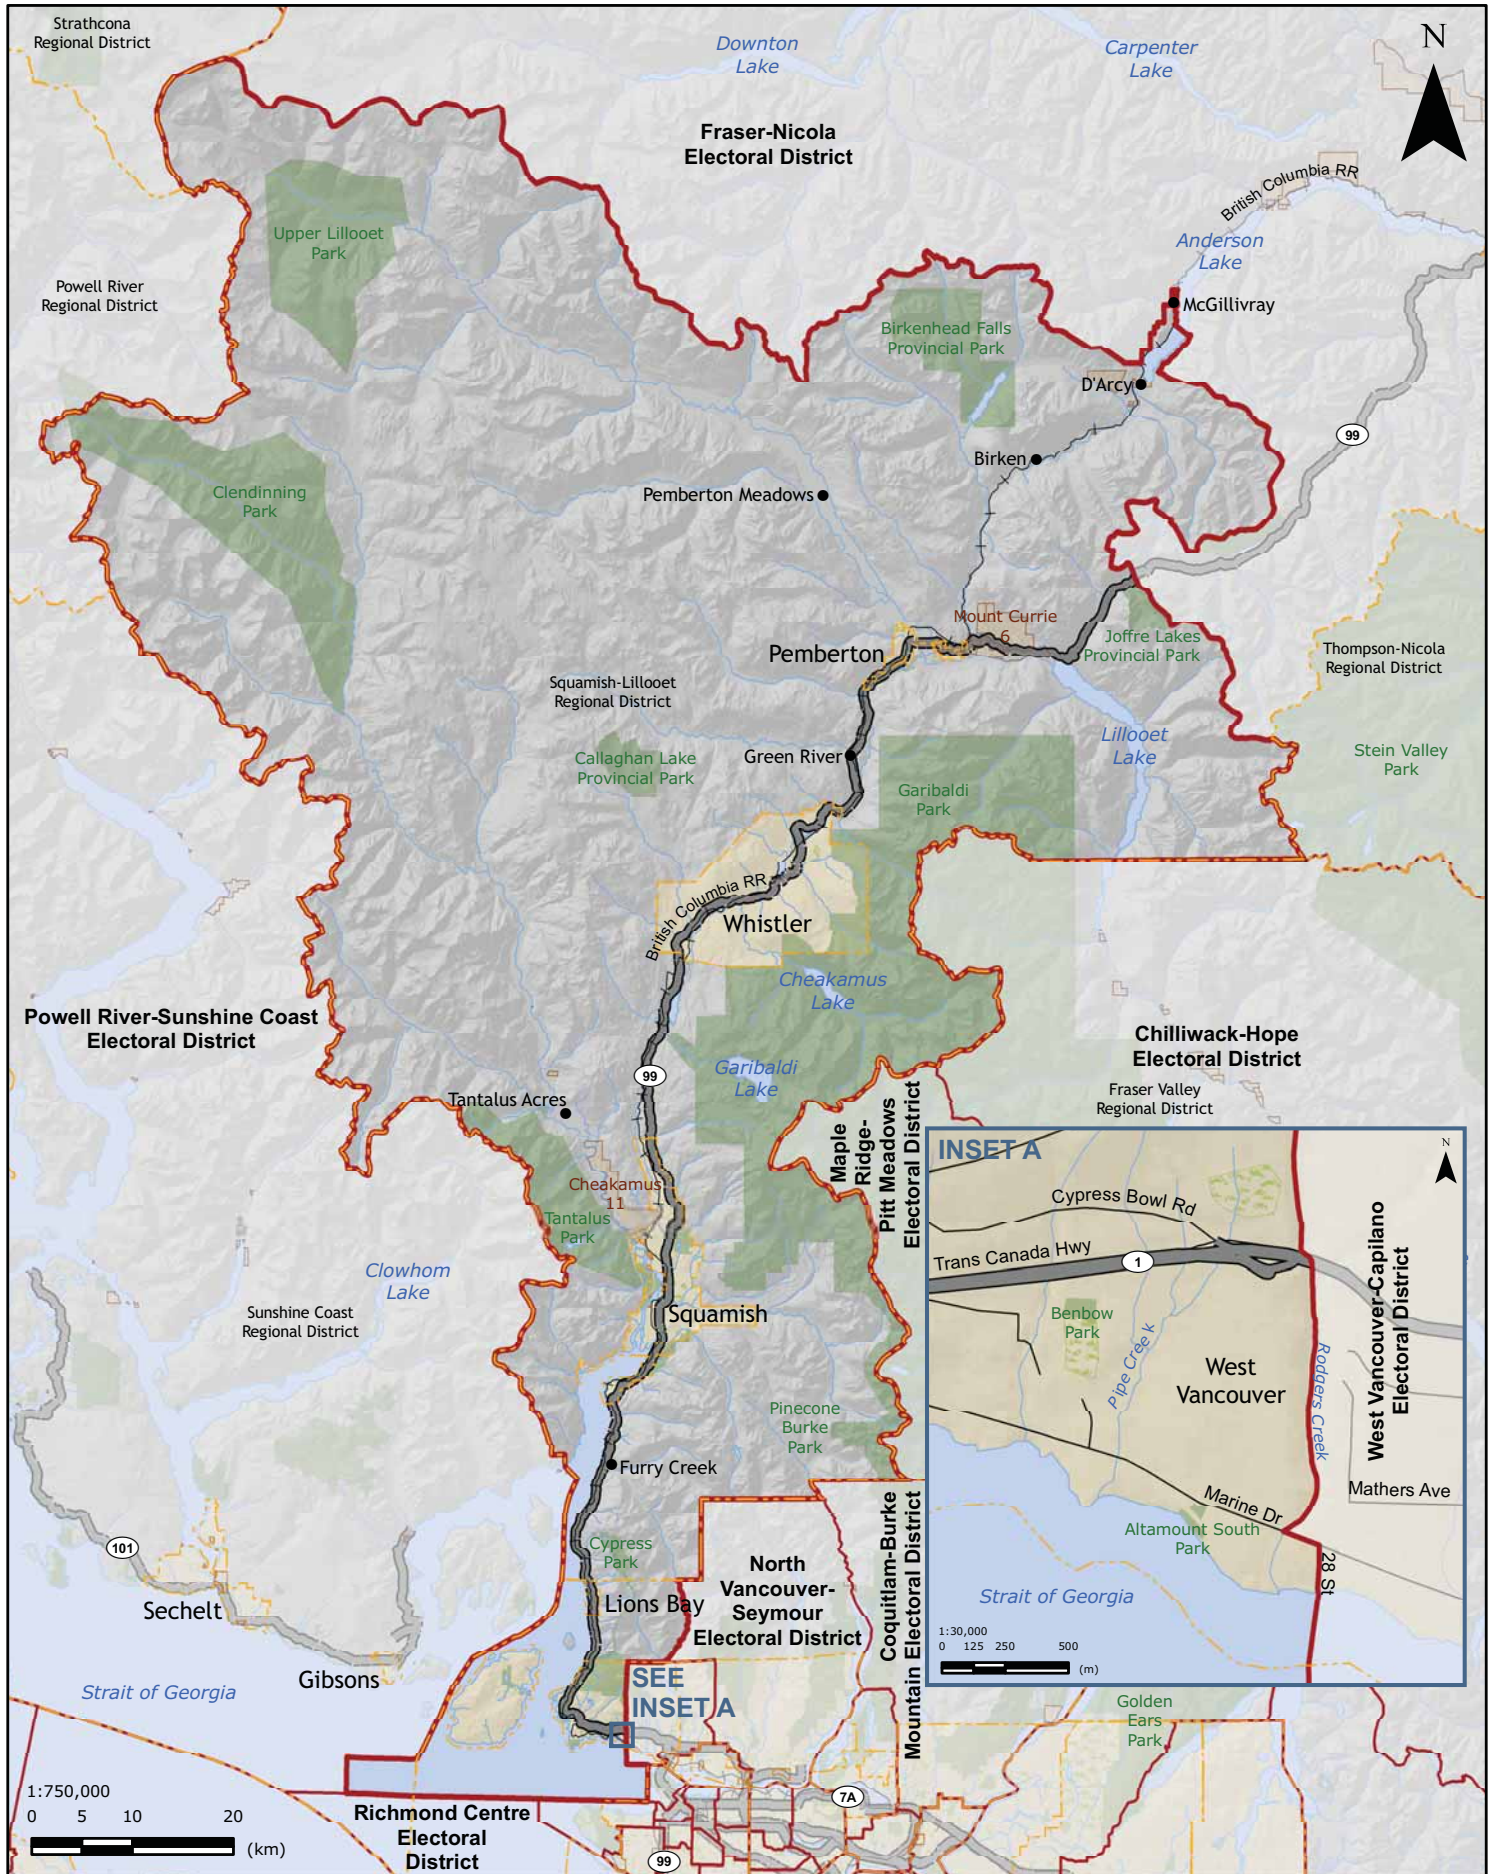 Strathcona
Regional District
Downton
Lake
Carpenter
Lake
N
Fraser-Nicola
Electoral District
British Columbia RR
Upper Lillooet
Park
Anderson
Lake
Powell River
Regional District
McGillivray
Birkenhead Falls
Provincial Park
D'Arcy
99
Birken
Clendinning
Park
Pemberton Meadows
Mount Currie
6
Joffre Lakes
Provincial Park
Pemberton
Thompson-Nicola
Regional District
Squamish-Lillooet
Regional District
Lillooet
Lake
Stein Valley
Park
Callaghan Lake
Provincial Park
Green River
Garibaldi
Park
British Columbia RR
Whistler
Cheakamus
Lake
Powell River-Sunshine Coast
Electoral District
Chilliwack-Hope
Electoral District
Garibaldi
Lake
99
Fraser Valley
Regional District
Tantalus Acres
Maple
Ridge-
Pitt Meadows
Electoral District
Cheakamus
11
Tantalus
Park
Clowhom
Lake
Sunshine Coast
Regional District
Squamish
Pinecone
Burke
Park
Furry Creek
Cypress
Park
101
North
Vancouver-
Seymour
Electoral District
Coquitlam-Burke
Mountain Electoral District
Lions Bay
Sechelt
Gibsons
SEE
INSET A
Strait of Georgia
Golden
Ears
Park
7A
Richmond Centre
Electoral
District
99
1:750,000
0 5 10 20
(km)
INSET A
N
Cypress Bowl Rd
Trans Canada Hwy
1
West Vancouver-Capilano
Electoral District
Benbow
Park
Pipe Creek
West
Vancouver
Rodgers Creek
Mathers Ave
Marine Dr
Altamount South
Park
28 St
Strait of Georgia
1:30,000
0 125 250 500
(m)